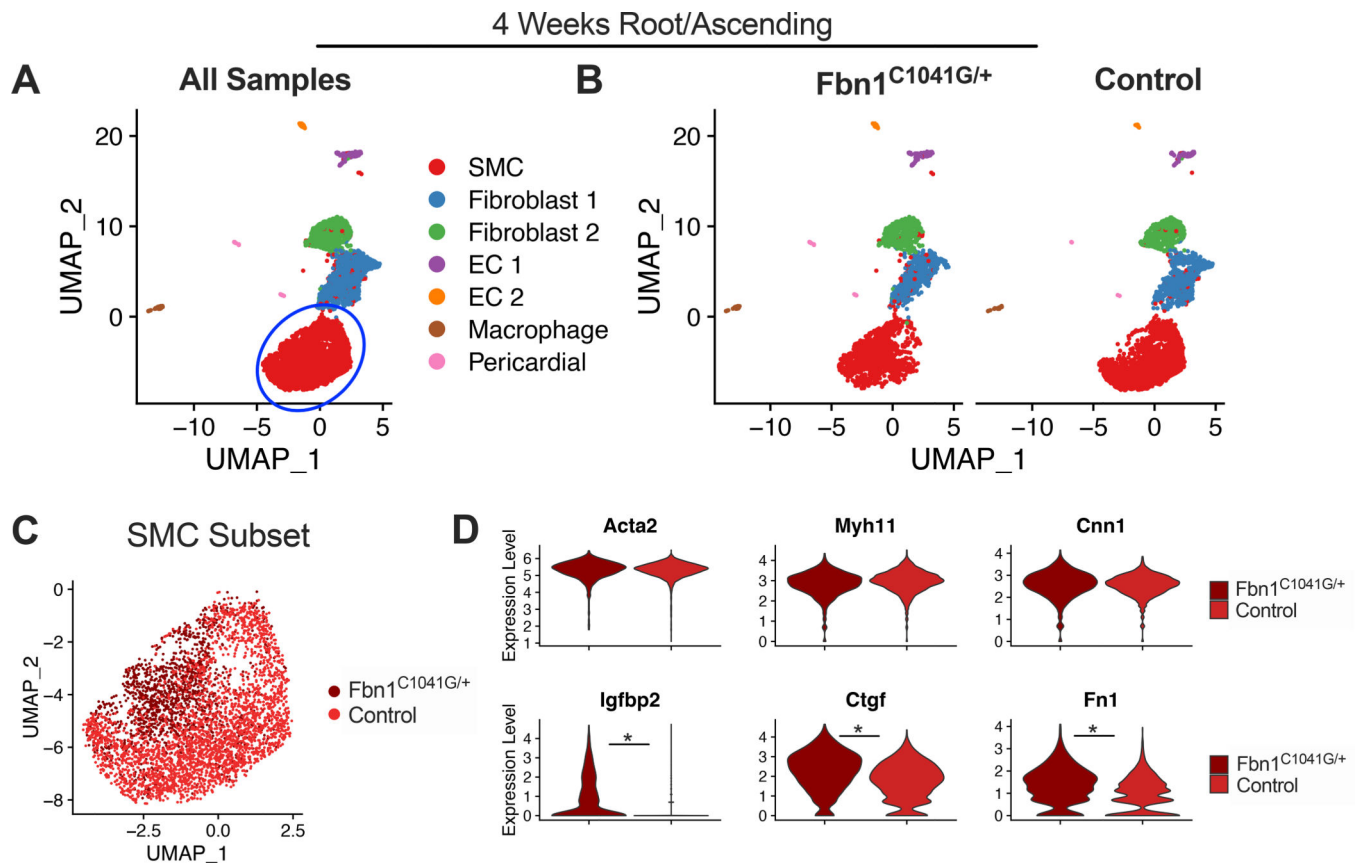 4 Weeks Root/Ascending
A
All Samples
UMAP_2
20
10
0
−10
−5
0
5
UMAP_1
SMC
Fibroblast 1
Fibroblast 2
EC 1
EC 2
Macrophage
Pericardial
B
Fbn1C1041G/+
Control
UMAP_2
20
10
0
−10
−5
0
5
−10
−5
0
5
UMAP_1
C
SMC Subset
UMAP_2
0
−2
−4
−6
−8
−2.5
0.0
2.5
UMAP_1
Fbn1C1041G/+
Control
D
Acta2
Expression Level
6
5
4
3
2
1
Myh11
4
3
2
1
0
Cnn1
4
3
2
1
0
Fbn1C1041G/+
Control
Igfbp2
Expression Level
4
3
2
1
0
*
Ctgf
4
3
2
1
0
*
Fn1
4
3
2
1
0
*
Fbn1C1041G/+
Control